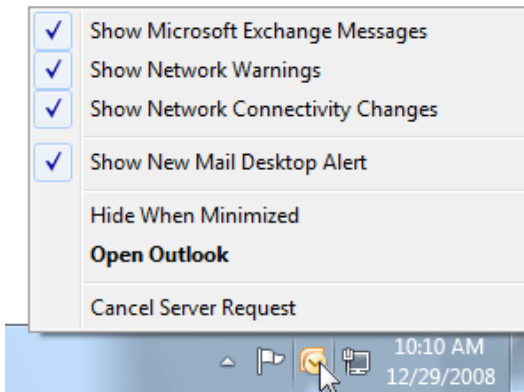 Show Microsoft Exchange Messages
Show Network Warnings
Show Network Connectivity Changes
Show New Mail Desktop Alert
Hide When Minimized
Open Outlook
Cancel Server Request
10:10 AM
12/29/2008